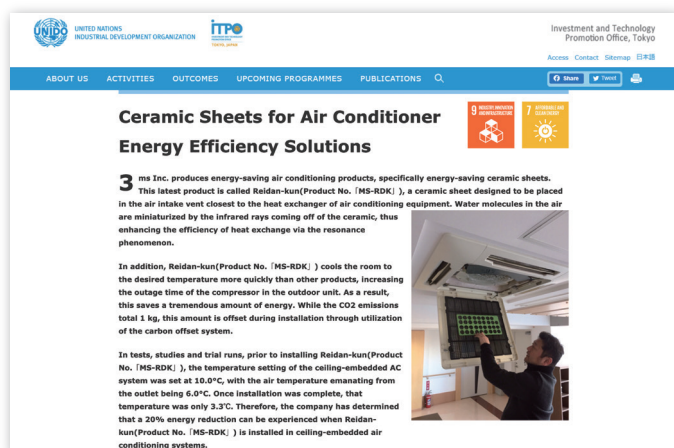 UNITED NATIONS
INDUSTRIAL DEVELOPMENT ORGANIZATION
UNIDO
ITPO
TOKYO, JAPAN
Investment and Technology
Promotion Office, Tokyo
Access Contact Sitemap 日本語
ABOUT US ACTIVITIES OUTCOMES UPCOMING PROGRAMMES PUBLICATIONS Share Tweet
Ceramic Sheets for Air Conditioner
Energy Efficiency Solutions
9 INDUSTRY, INNOVATION AND INFRASTRUCTURE
7 AFFORDABLE AND CLEAN ENERGY
3 ms Inc. produces energy-saving air conditioning products, specifically energy-saving ceramic sheets.
This latest product is called Reidan-kun(Product No.「MS-RDK」), a ceramic sheet designed to be placed
in the air intake vent closest to the heat exchanger of air conditioning equipment. Water molecules in the air
are miniaturized by the infrared rays coming off of the ceramic, thus
enhancing the efficiency of heat exchange via the resonance
phenomenon.
In addition, Reidan-kun(Product No.「MS-RDK」) cools the room to
the desired temperature more quickly than other products, increasing
the outage time of the compressor in the outdoor unit. As a result,
this saves a tremendous amount of energy. While the CO2 emissions
total 1 kg, this amount is offset during installation through utilization
of the carbon offset system.
In tests, studies and trial runs, prior to installing Reidan-kun(Product
No.「MS-RDK」), the temperature setting of the ceiling-embedded AC
system was set at 10.0°C, with the air temperature emanating from
the outlet being 6.0°C. Once installation was complete, that
temperature was only 3.3℃. Therefore, the company has determined
that a 20% energy reduction can be experienced when Reidan-
kun(Product No.「MS-RDK」) is installed in ceiling-embedded air
conditioning systems.